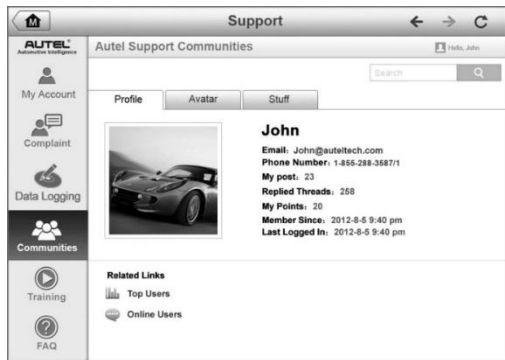 M
Support
AUTEL
Automotive Intelligence
Autel Support Communities
Hello, John
Search
My Account
Profile
Avatar
Stuff
John
Email: John@auteltech.com
Phone Number: 1-855-288-3587/1
My post: 23
Replied Threads: 258
My Points: 20
Member Since: 2012-8-5 9:40 pm
Last Logged In: 2012-8-5 9:40 pm
Complaint
Data Logging
Communities
Related Links
Top Users
Online Users
Training
FAQ